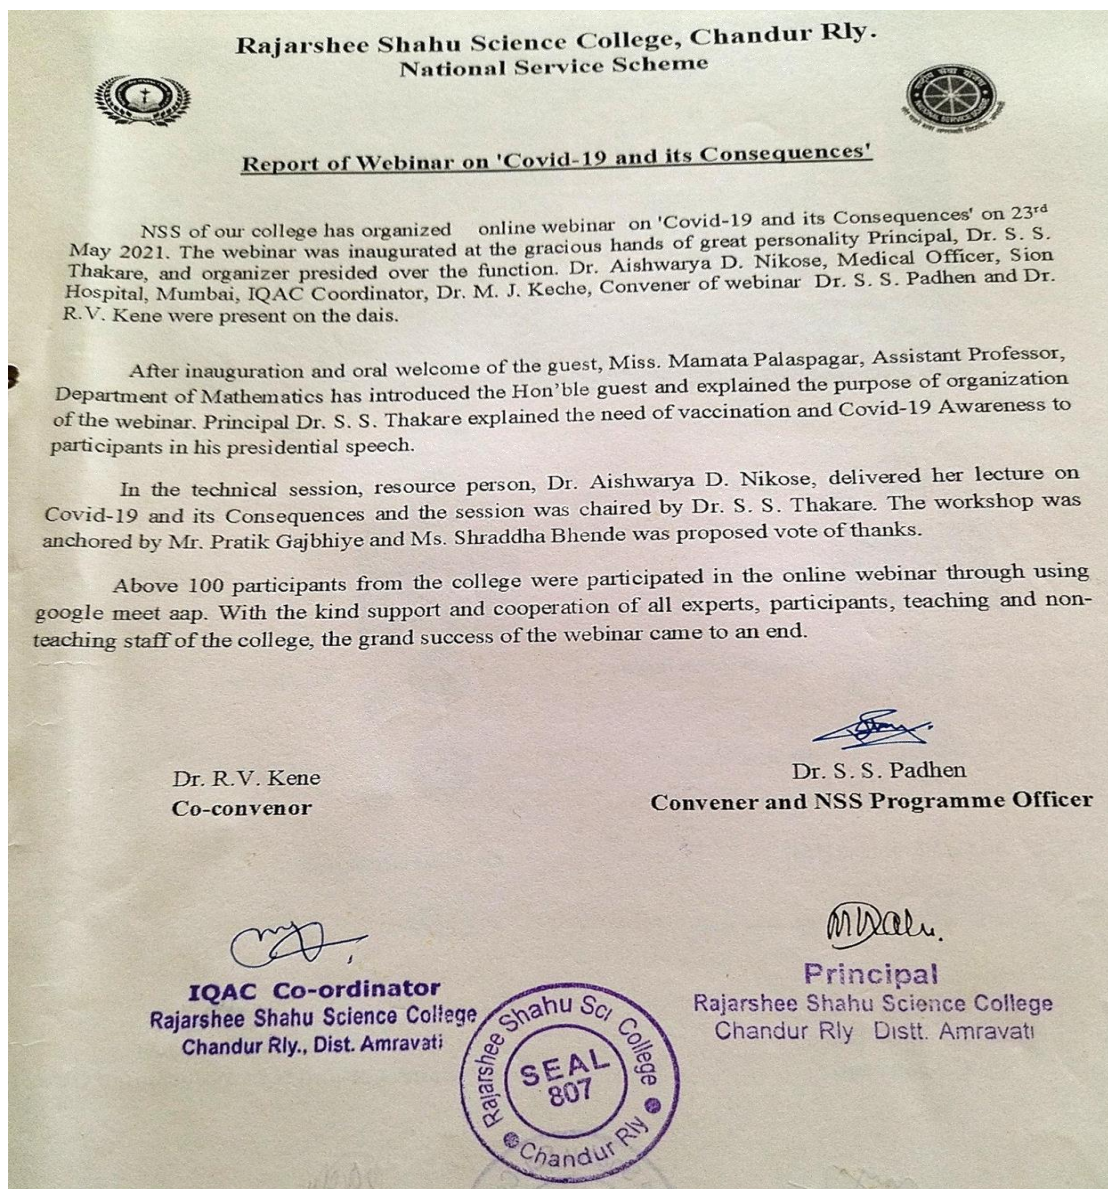 Rajarshee Shahu Science College, Chandur Rly.
National Service Scheme
राष्ट्रीय सेवा योजना
NATIONAL SERVICE SCHEME
Report of Webinar on 'Covid-19 and its Consequences'
NSS of our college has organized online webinar on 'Covid-19 and its Consequences' on 23rd
May 2021. The webinar was inaugurated at the gracious hands of great personality Principal, Dr. S. S.
Thakare, and organizer presided over the function. Dr. Aishwarya D. Nikose, Medical Officer, Sion
Hospital, Mumbai, IQAC Coordinator, Dr. M. J. Keche, Convener of webinar Dr. S. S. Padhen and Dr.
R.V. Kene were present on the dais.
After inauguration and oral welcome of the guest, Miss. Mamata Palaspagar, Assistant Professor,
Department of Mathematics has introduced the Hon’ble guest and explained the purpose of organization
of the webinar. Principal Dr. S. S. Thakare explained the need of vaccination and Covid-19 Awareness to
participants in his presidential speech.
In the technical session, resource person, Dr. Aishwarya D. Nikose, delivered her lecture on
Covid-19 and its Consequences and the session was chaired by Dr. S. S. Thakare. The workshop was
anchored by Mr. Pratik Gajbhiye and Ms. Shraddha Bhende was proposed vote of thanks.
Above 100 participants from the college were participated in the online webinar through using
google meet aap. With the kind support and cooperation of all experts, participants, teaching and non-
teaching staff of the college, the grand success of the webinar came to an end.
Dr. R.V. Kene
Co-convenor
Dr. S. S. Padhen
Convener and NSS Programme Officer
IQAC Co-ordinator
Rajarshee Shahu Science College
Chandur Rly., Dist. Amravati
Principal
Rajarshee Shahu Science College
Chandur Rly Distt. Amravati
Rajarshee Shahu Sci College
SEAL
807
Chandur Rly